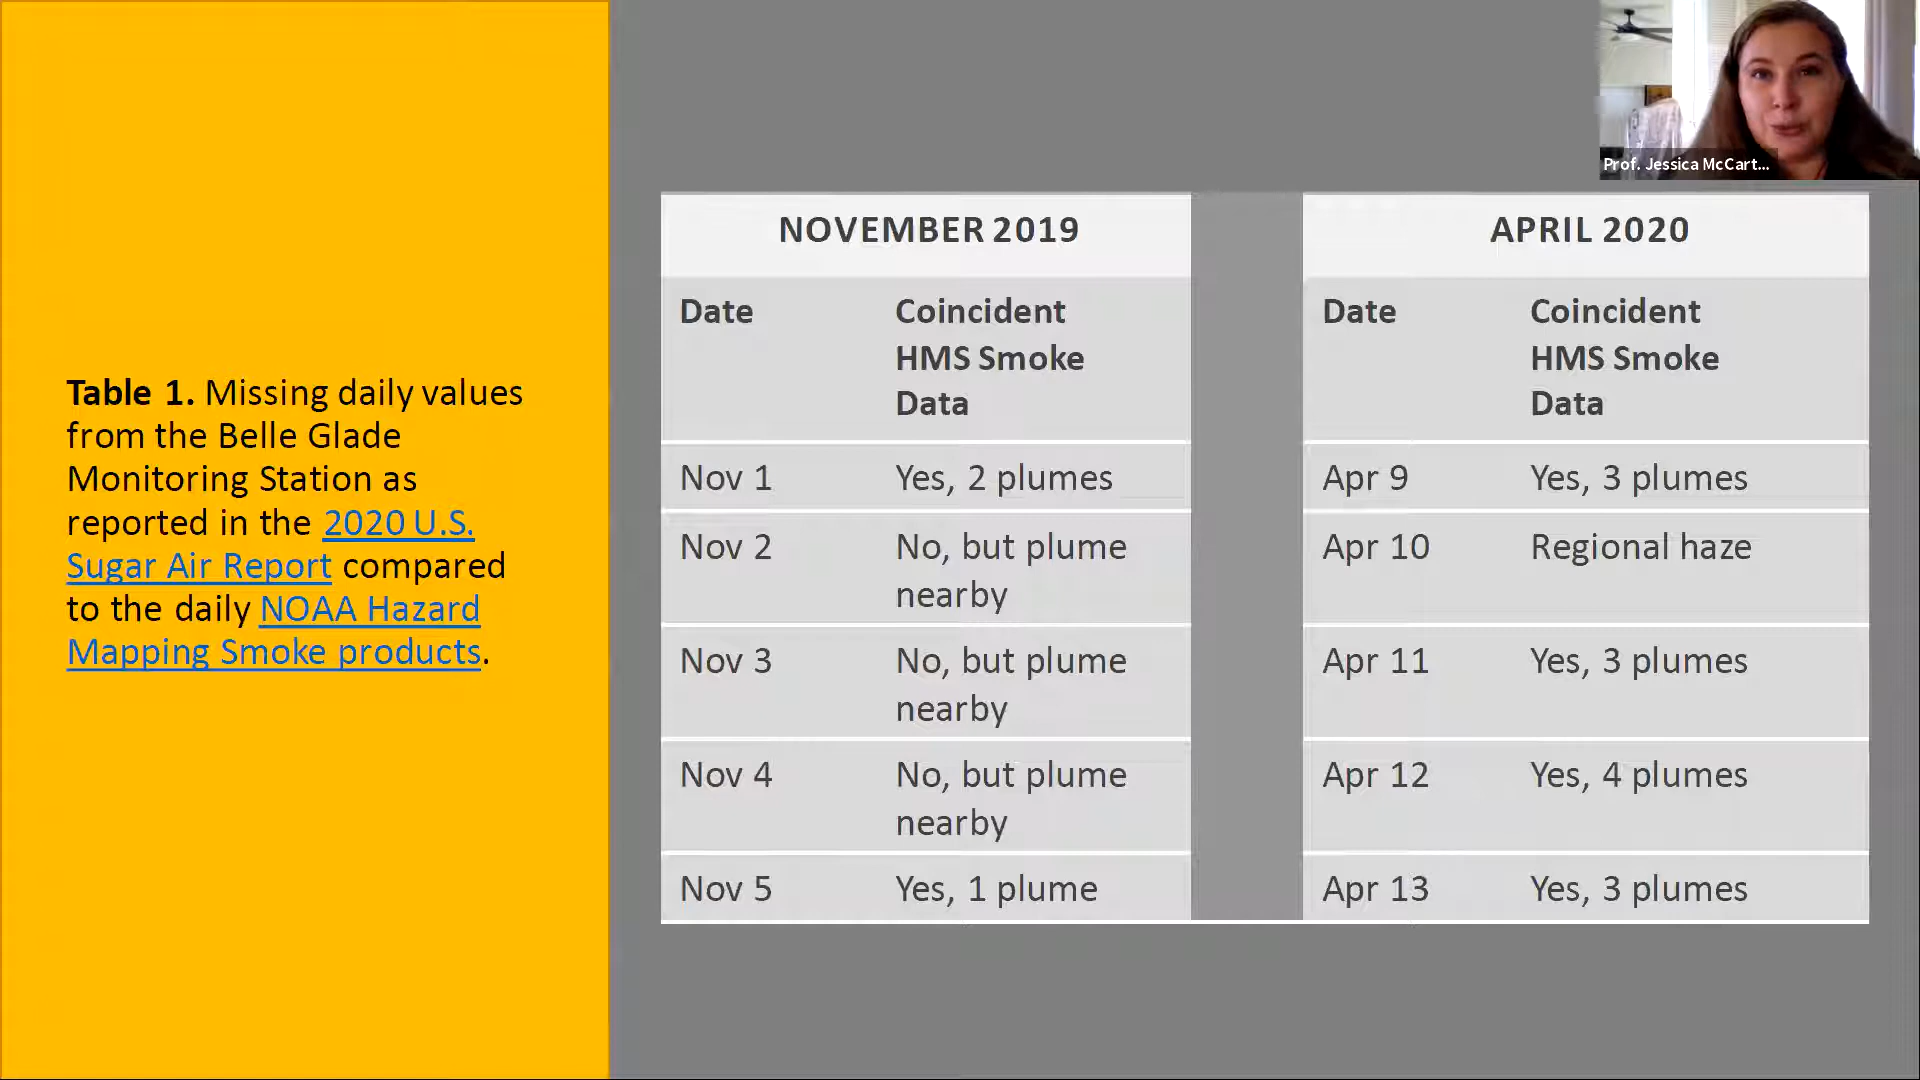 Prof. Jessica McCart...
Table 1. Missing daily values
from the Belle Glade
Monitoring Station as
reported in the 2020 U.S.
Sugar Air Report compared
to the daily NOAA Hazard
Mapping Smoke products.
NOVEMBER 2019
Date
Coincident
HMS Smoke
Data
Nov 1 Yes, 2 plumes
Nov 2 No, but plume
nearby
Nov 3 No, but plume
nearby
Nov 4 No, but plume
nearby
Nov 5 Yes, 1 plume
APRIL 2020
Date
Coincident
HMS Smoke
Data
Apr 9 Yes, 3 plumes
Apr 10 Regional haze
Apr 11 Yes, 3 plumes
Apr 12 Yes, 4 plumes
Apr 13 Yes, 3 plumes